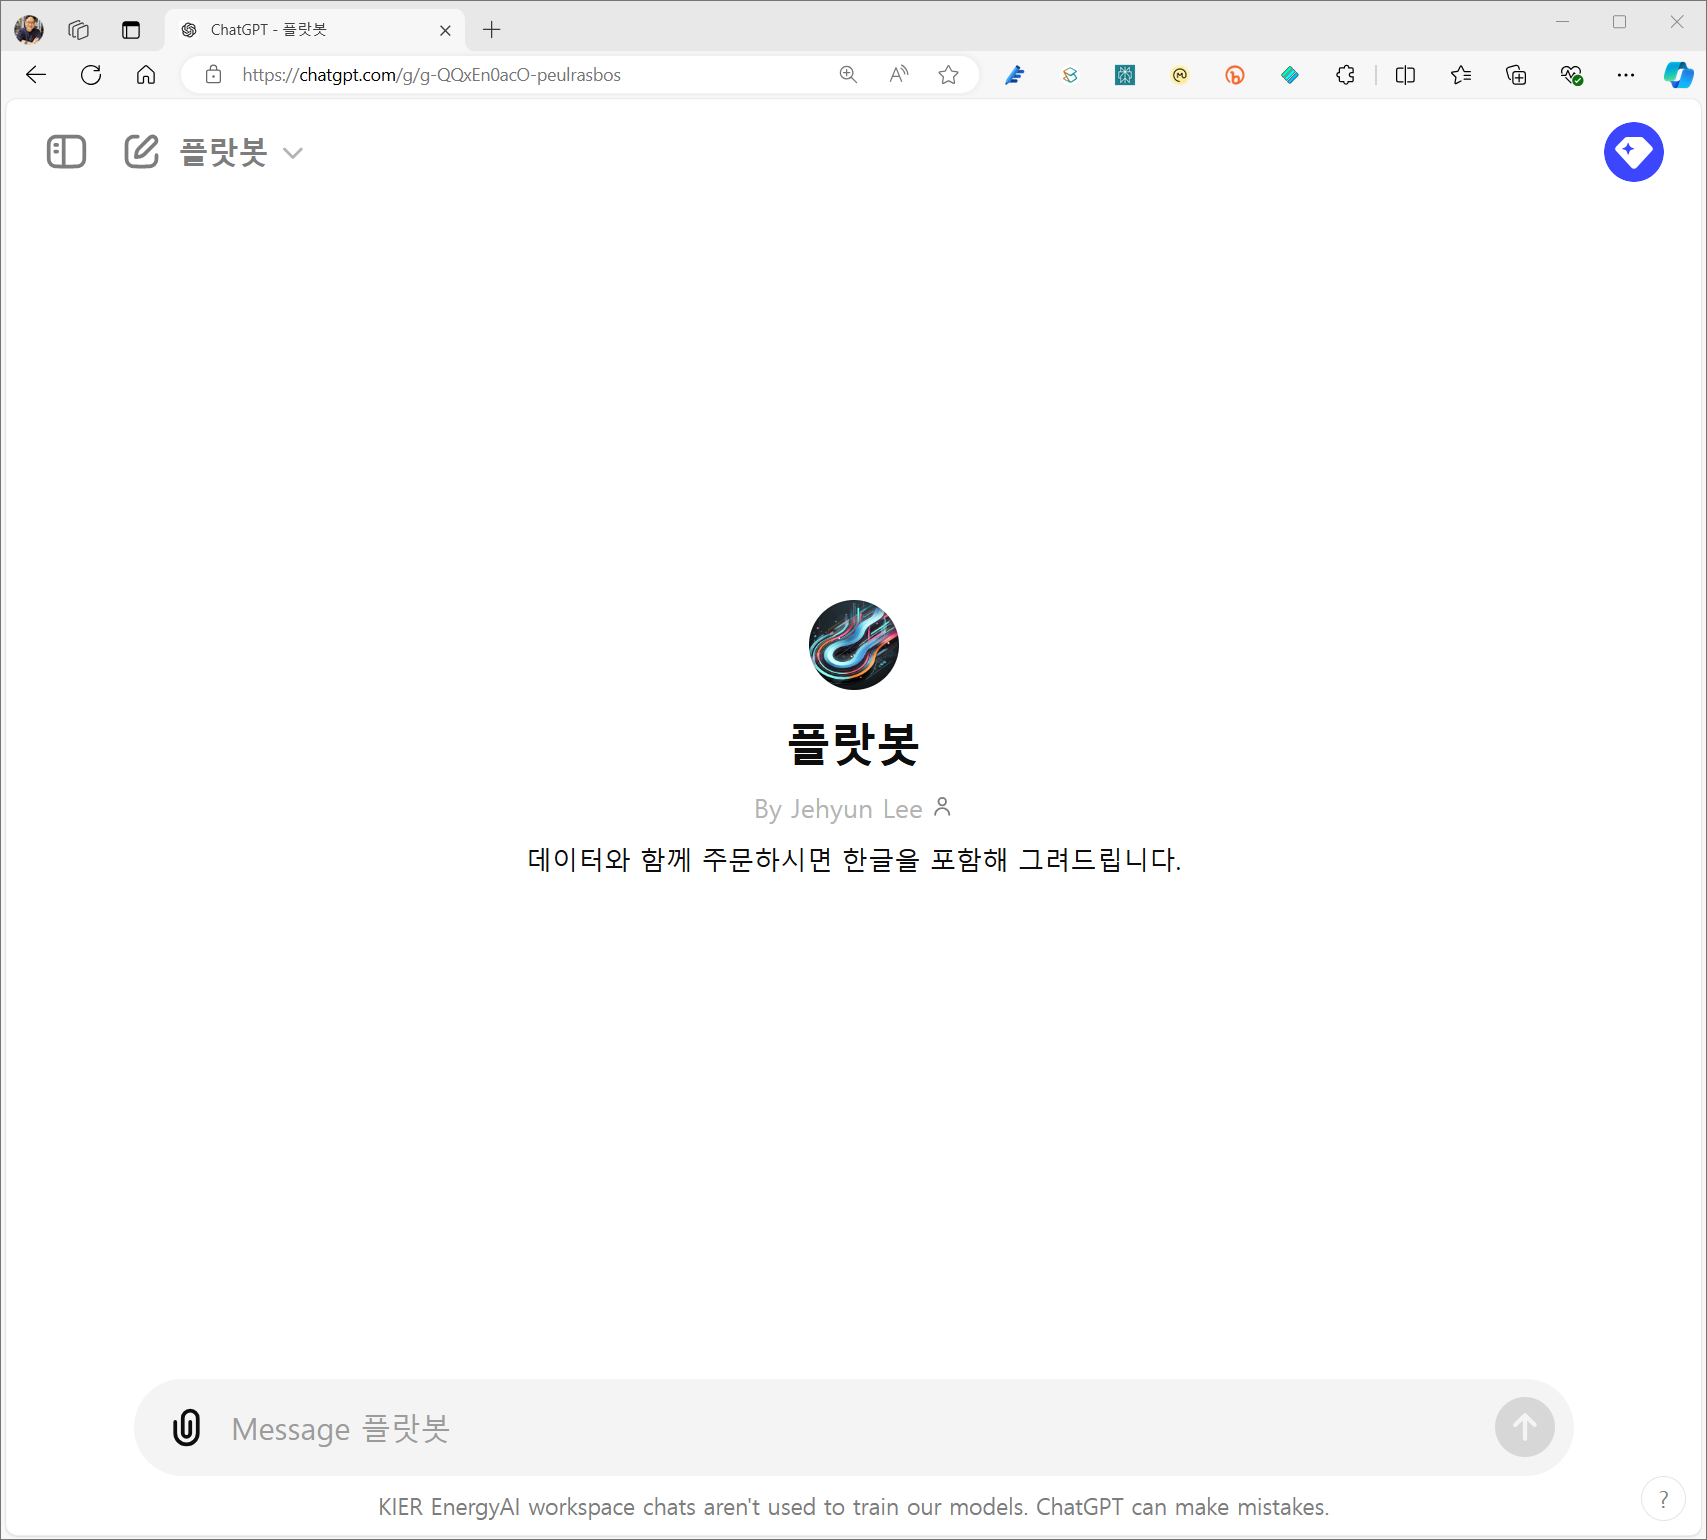 ChatGPT - 플랏봇
https://chatgpt.com/g/g-QQxEn0acO-peulrasbos
플랏봇
플랏봇
By Jehyun Lee
데이터와 함께 주문하시면 한글을 포함해 그려드립니다.
Message 플랏봇
KIER EnergyAI workspace chats aren't used to train our models. ChatGPT can make mistakes.
?